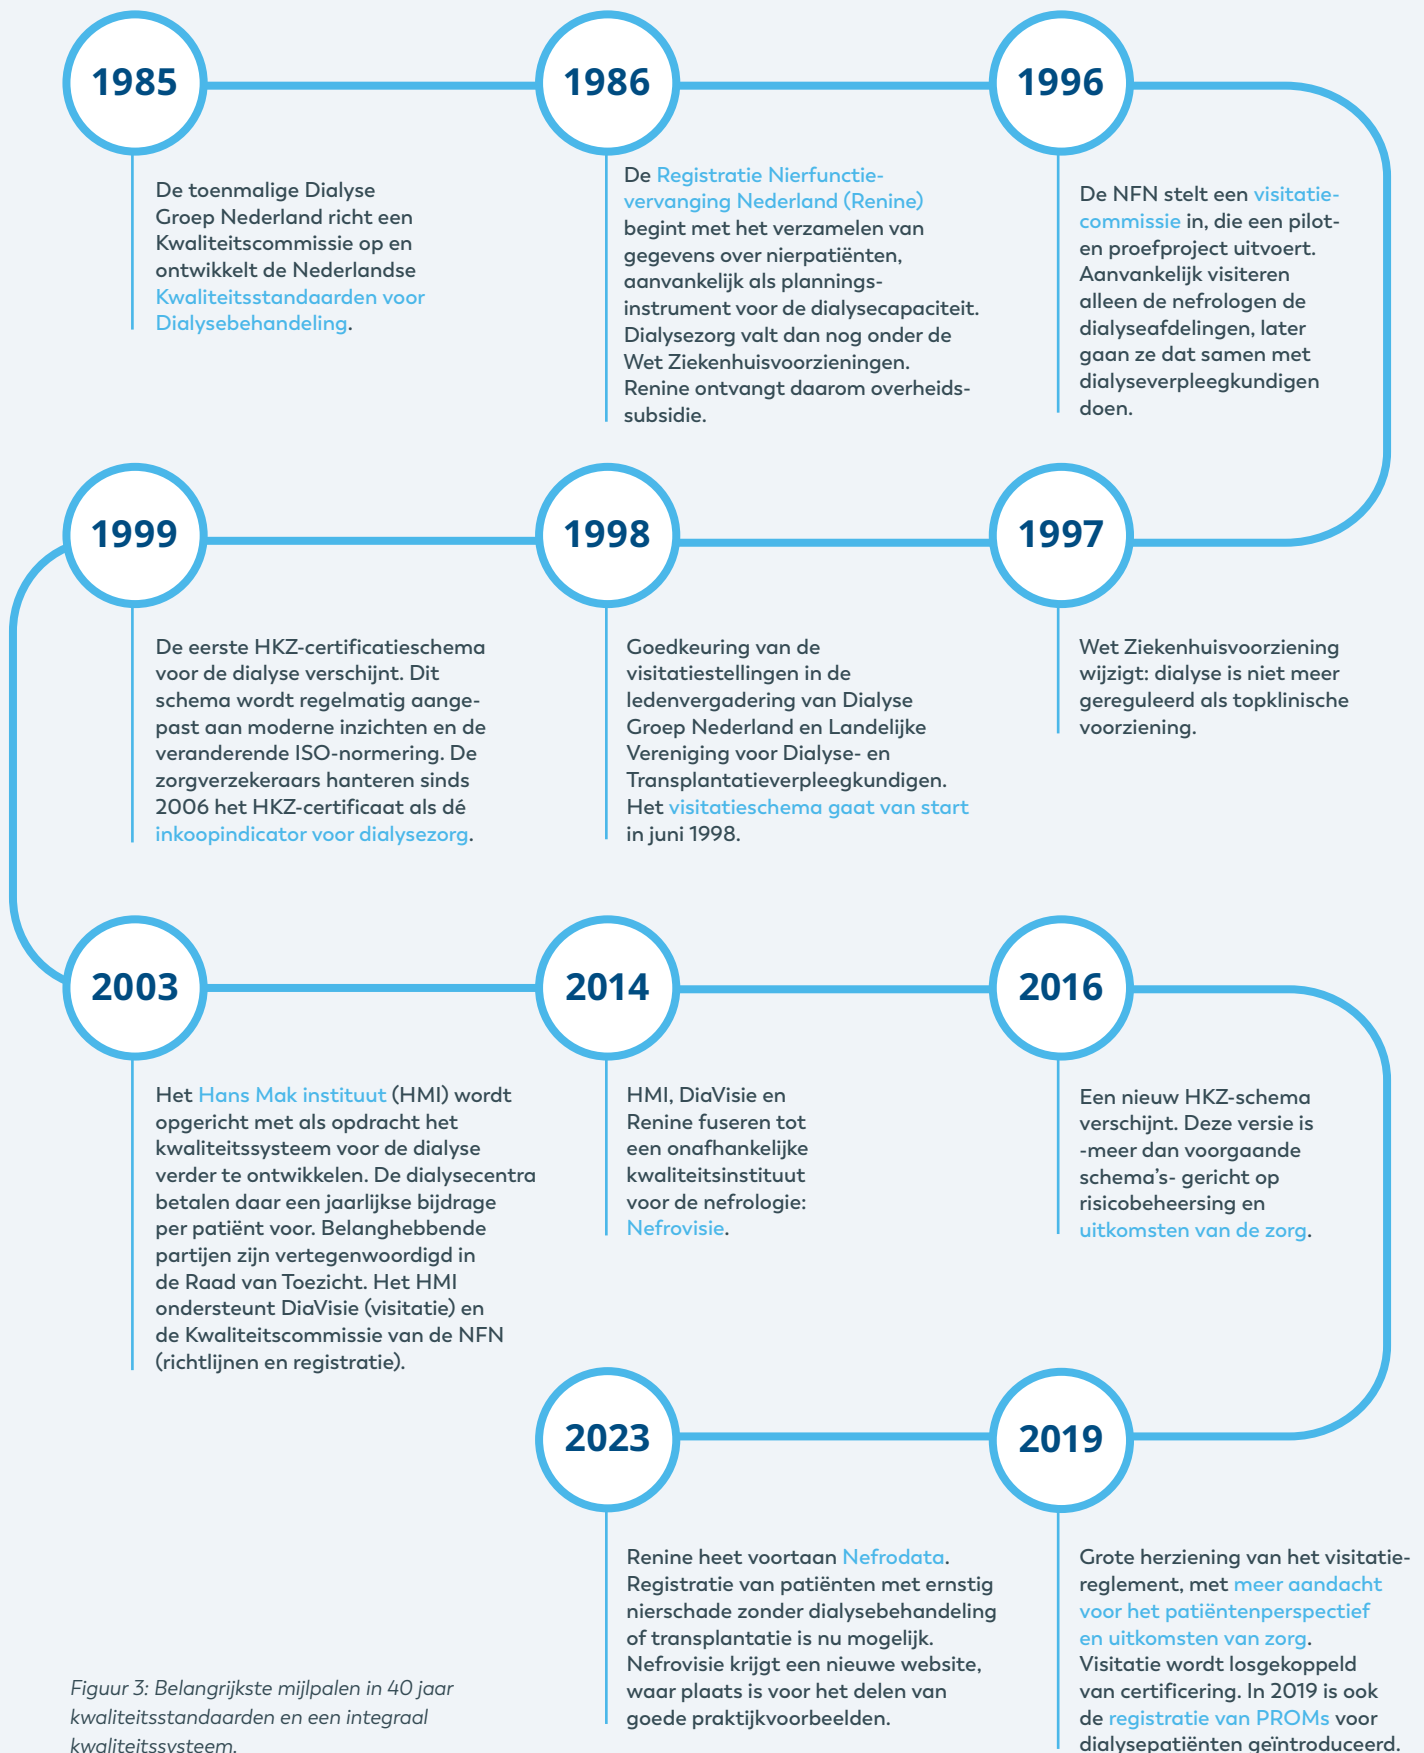 1985
De toenmalige Dialyse
Groep Nederland richt een
Kwaliteitscommissie op en
ontwikkelt de Nederlandse
Kwaliteitsstandaarden voor
Dialysebehandeling.
1986
De Registratie Nierfunctie-
vervanging Nederland (Renine)
begint met het verzamelen van
gegevens over nierpatiënten,
aanvankelijk als plannings-
instrument voor de dialysecapaciteit.
Dialysezorg valt dan nog onder de
Wet Ziekenhuisvoorzieningen.
Renine ontvangt daarom overheids-
subsidie.
1996
De NFN stelt een visitatie-
commissie in, die een pilot-
en proefproject uitvoert.
Aanvankelijk visiteren
alleen de nefrologen de
dialyseafdelingen, later
gaan ze dat samen met
dialyseverpleegkundigen
doen.
1997
Wet Ziekenhuisvoorziening
wijzigt: dialyse is niet meer
gereguleerd als topklinische
voorziening.
1998
Goedkeuring van de
visitatiestellingen in de
ledenvergadering van Dialyse
Groep Nederland en Landelijke
Vereniging voor Dialyse- en
Transplantatieverpleegkundigen.
Het visitatieschema gaat van start
in juni 1998.
1999
De eerste HKZ-certificatieschema
voor de dialyse verschijnt. Dit
schema wordt regelmatig aange-
past aan moderne inzichten en de
veranderende ISO-normering. De
zorgverzekeraars hanteren sinds
2006 het HKZ-certificaat als dé
inkoopindicator voor dialysezorg.
2003
Het Hans Mak instituut (HMI) wordt
opgericht met als opdracht het
kwaliteitssysteem voor de dialyse
verder te ontwikkelen. De dialysecentra
betalen daar een jaarlijkse bijdrage
per patiënt voor. Belanghebbende
partijen zijn vertegenwoordigd in
de Raad van Toezicht. Het HMI
ondersteunt DiaVisie (visitatie) en
de Kwaliteitscommissie van de NFN
(richtlijnen en registratie).
2014
HMI, DiaVisie en
Renine fuseren tot
een onafhankelijke
kwaliteitsinstituut
voor de nefrologie:
Nefrovisie.
2016
Een nieuw HKZ-schema
verschijnt. Deze versie is
-meer dan voorgaande
schema's- gericht op
risicobeheersing en
uitkomsten van de zorg.
2019
Grote herziening van het visitatie-
reglement, met meer aandacht
voor het patiëntenperspectief
en uitkomsten van zorg.
Visitatie wordt losgekoppeld
van certificering. In 2019 is ook
de registratie van PROMs voor
dialysepatiënten geïntroduceerd.
2023
Renine heet voortaan Nefrodata.
Registratie van patiënten met ernstig
nierschade zonder dialysebehandeling
of transplantatie is nu mogelijk.
Nefrovisie krijgt een nieuwe website,
waar plaats is voor het delen van
goede praktijkvoorbeelden.
Figuur 3: Belangrijkste mijlpalen in 40 jaar
kwaliteitsstandaarden en een integraal
kwaliteitssysteem.